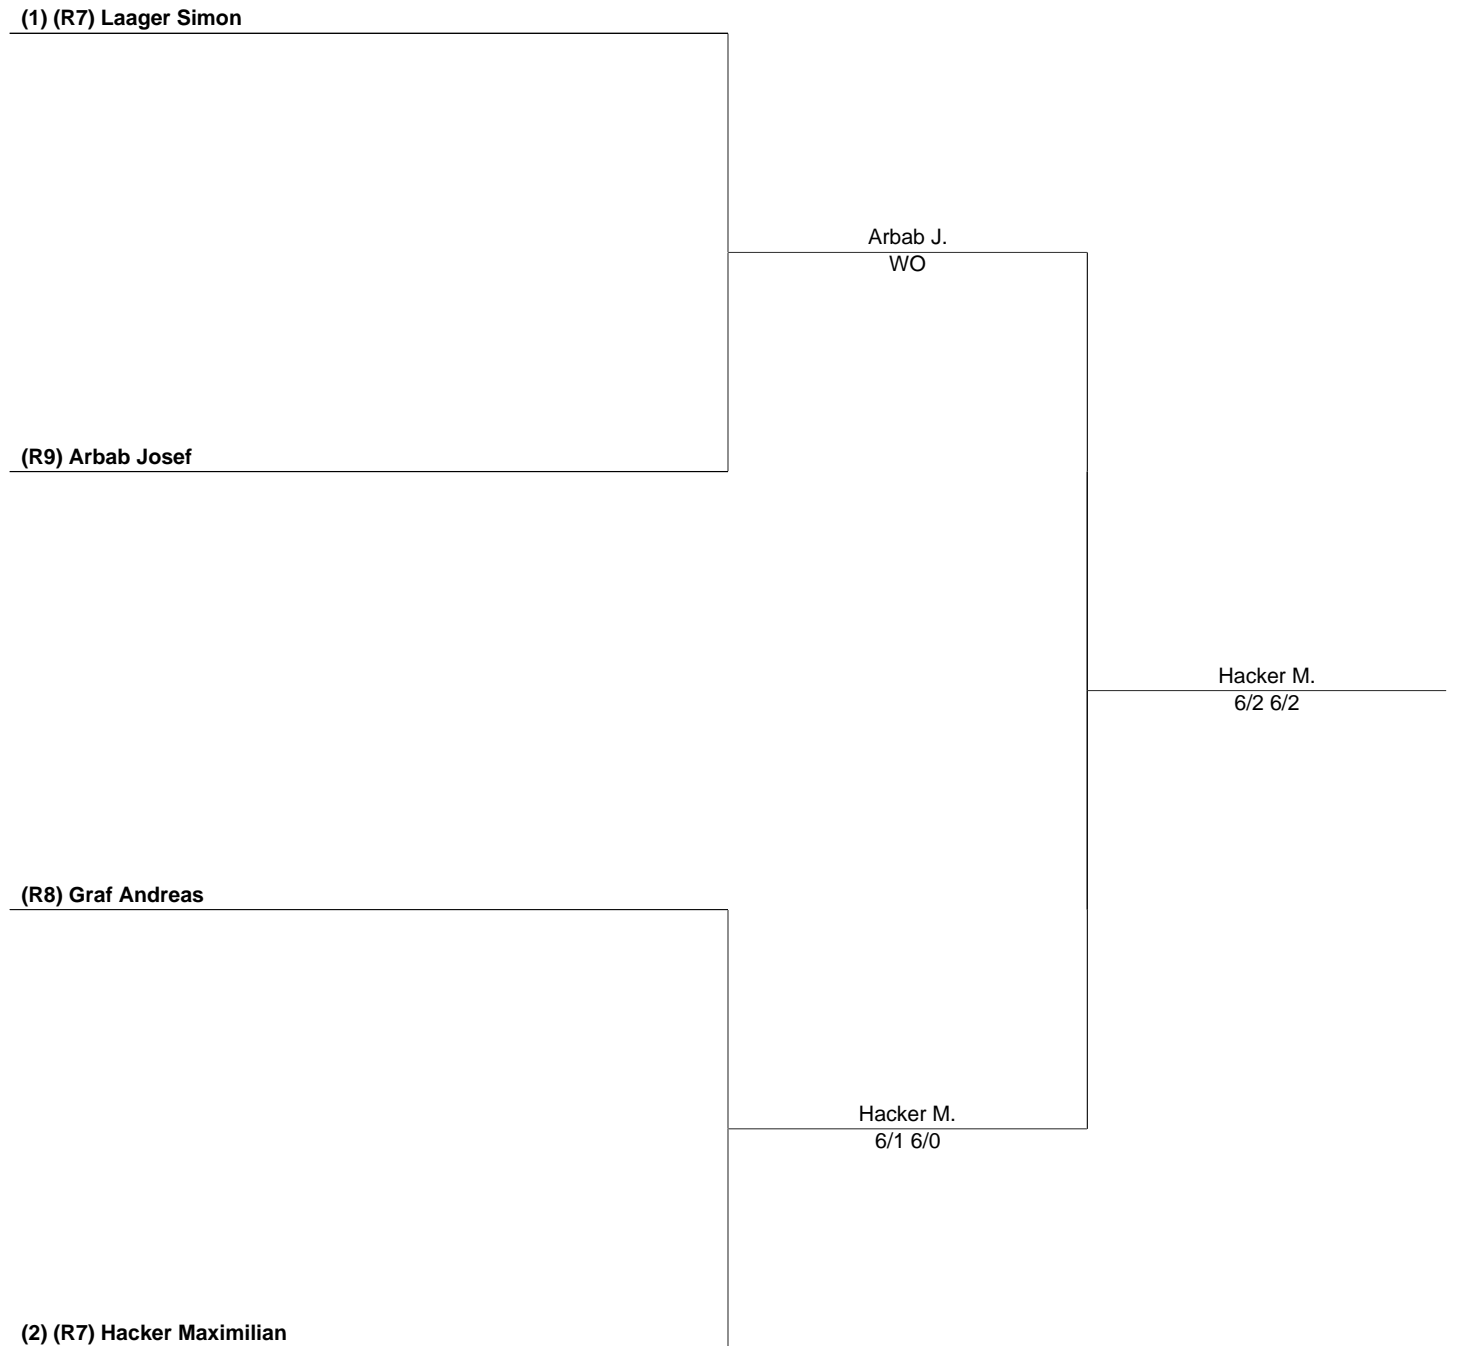 (1) (R7) Laager Simon
Arbab J.
WO
(R9) Arbab Josef
Hacker M.
6/2 6/2
(R8) Graf Andreas
Hacker M.
6/1 6/0
(2) (R7) Hacker Maximilian